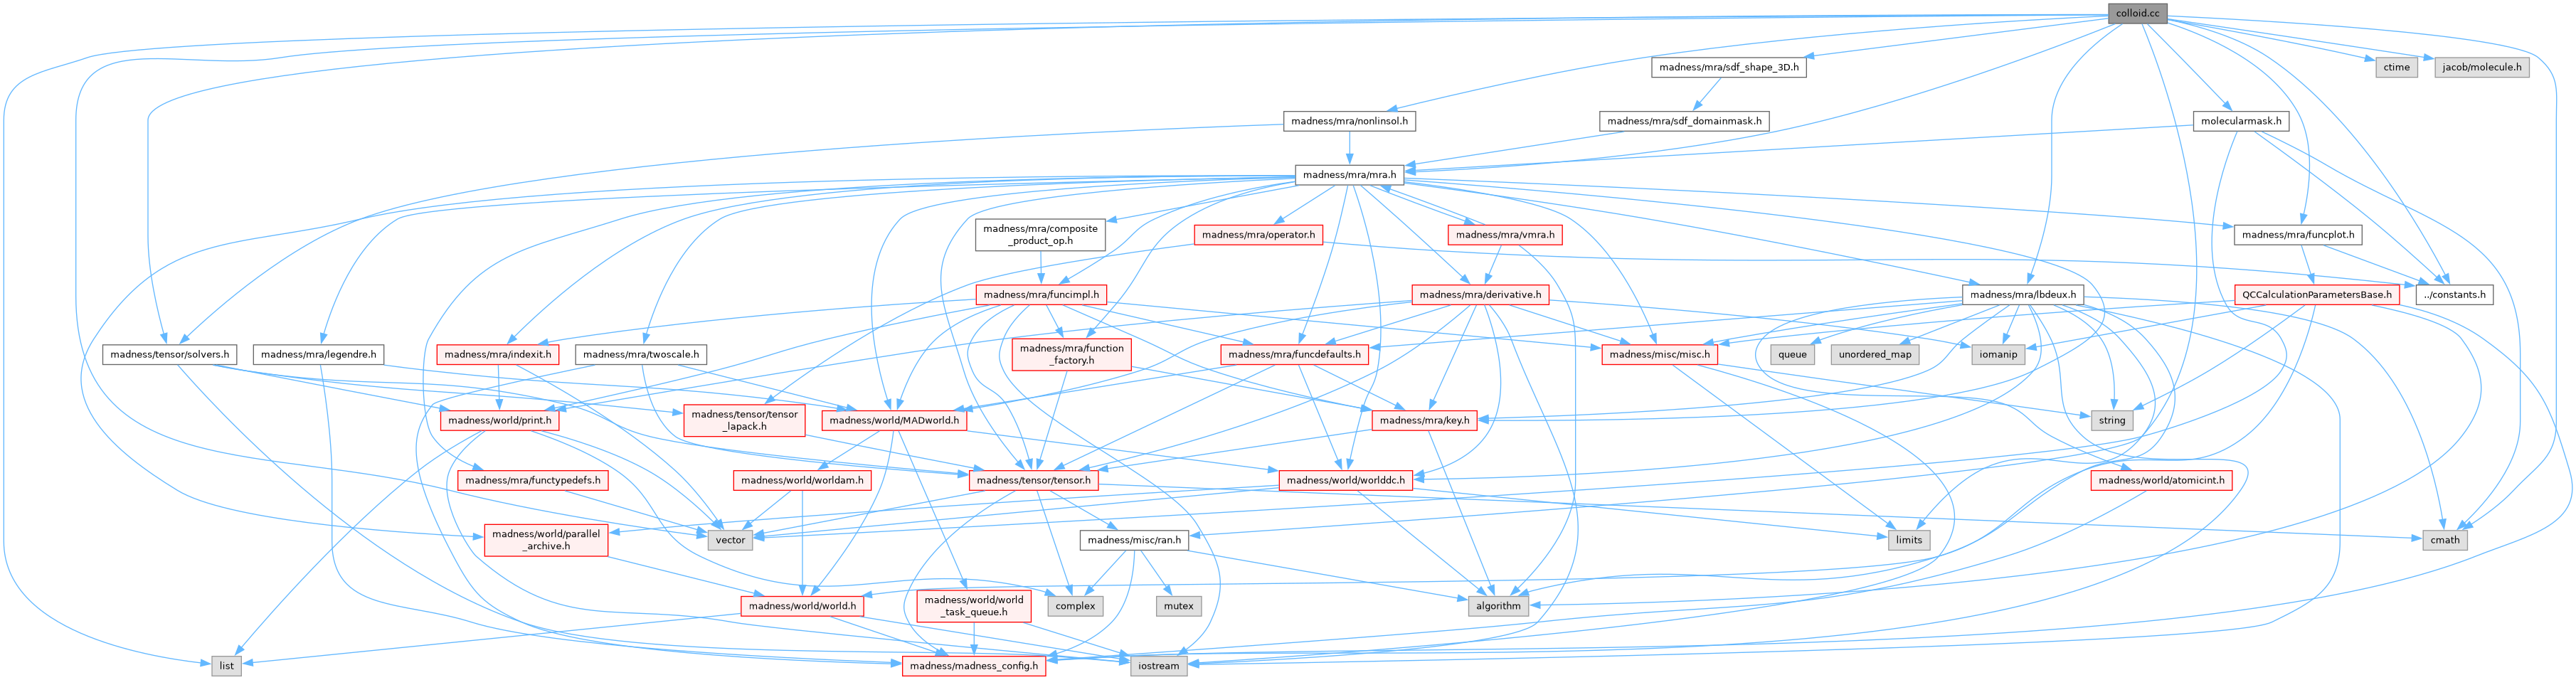 colloid.cc
madness/mra/sdf_shape_3D.h
ctime
jacob/molecule.h
madness/mra/nonlinsol.h
madness/mra/sdf_domainmask.h
molecularmask.h
madness/mra/mra.h
madness/mra/composite
_product_op.h
madness/mra/operator.h
madness/mra/vmra.h
madness/mra/funcplot.h
madness/mra/funcimpl.h
madness/mra/derivative.h
madness/mra/lbdeux.h
QCCalculationParametersBase.h
../constants.h
madness/tensor/solvers.h
madness/mra/legendre.h
madness/mra/indexit.h
madness/mra/twoscale.h
madness/mra/function
_factory.h
madness/mra/funcdefaults.h
madness/misc/misc.h
queue
unordered_map
iomanip
madness/world/print.h
madness/tensor/tensor
_lapack.h
madness/world/MADworld.h
madness/mra/key.h
string
madness/mra/functypedefs.h
madness/world/worldam.h
madness/tensor/tensor.h
madness/world/worlddc.h
madness/world/atomicint.h
madness/world/parallel
_archive.h
vector
madness/misc/ran.h
limits
cmath
madness/world/world.h
madness/world/world
_task_queue.h
complex
mutex
algorithm
list
madness/madness_config.h
iostream